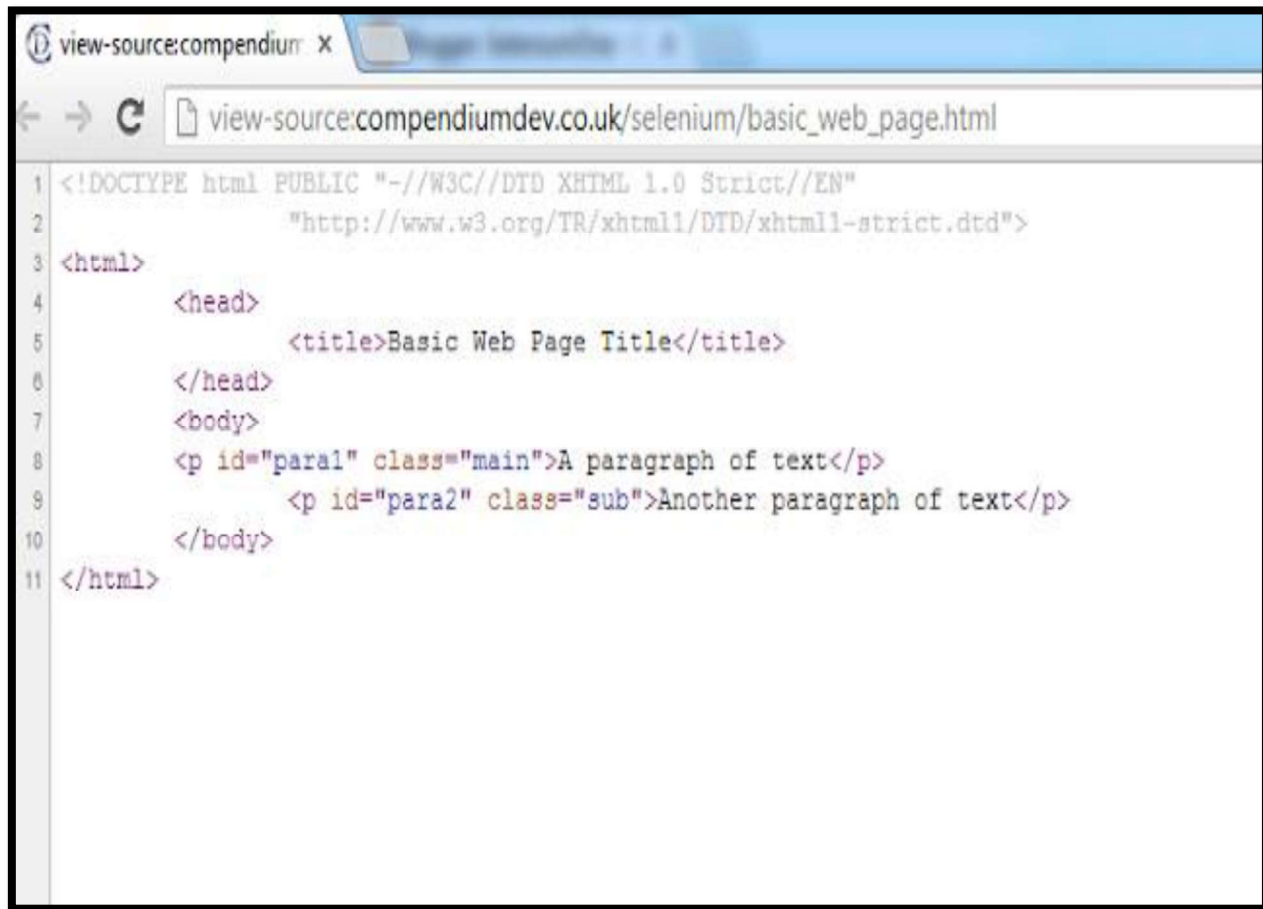 view-source:compendium x
view-source:compendiumdev.co.uk/selenium/basic_web_page.html
1 <!DOCTYPE html PUBLIC "-//W3C//DTD XHTML 1.0 Strict//EN"
2 "http://www.w3.org/TR/xhtml1/DTD/xhtml1-strict.dtd">
3 <html>
4 <head>
5 <title>Basic Web Page Title</title>
6 </head>
7 <body>
8 <p id="para1" class="main">A paragraph of text</p>
9 <p id="para2" class="sub">Another paragraph of text</p>
10 </body>
11 </html>